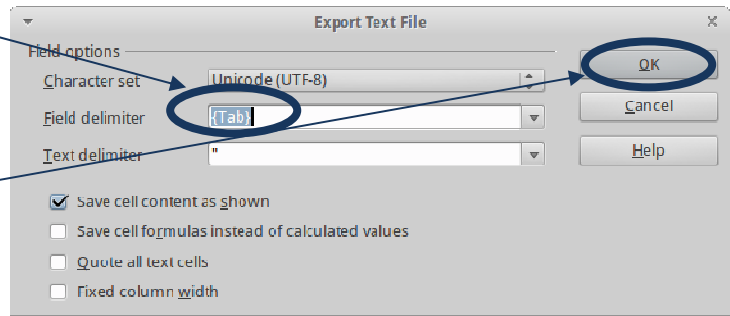 Export Text File
Field options
Character set
Unicode (UTF-8)
OK
Field delimiter
{Tab}
Cancel
Text delimiter
"
Help
Save cell content as shown
Save cell formulas instead of calculated values
Quote all text cells
Fixed column width